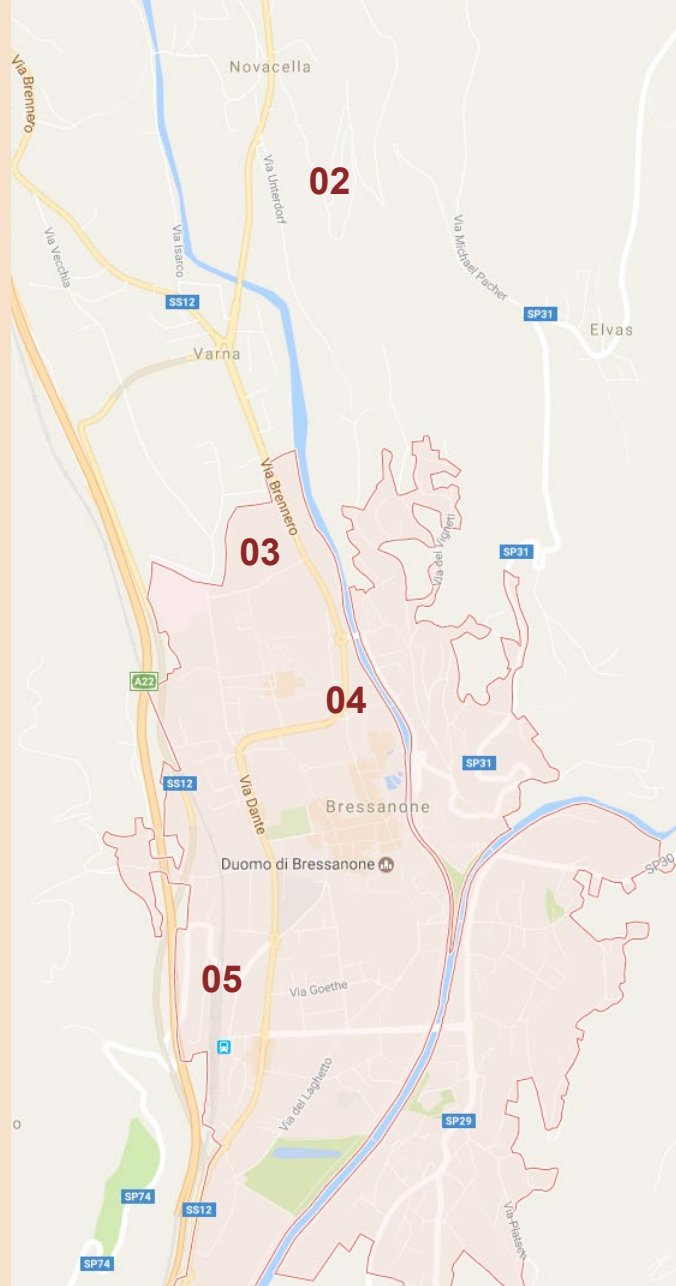 Novacella
Via Brennero
02
Via Unterdorf
Via Isarco
Via Vecchia
Via Michael Pacher
SS12
SP31
Elvas
Varna
Via Brennero
Via dei Vigneti
03
SP31
A22
04
SP31
SS12
Via Dante
Bressanone
Duomo di Bressanone
SP30
05
Via Goethe
Via del Laghetto
SP29
o
SP74
SS12
SP74